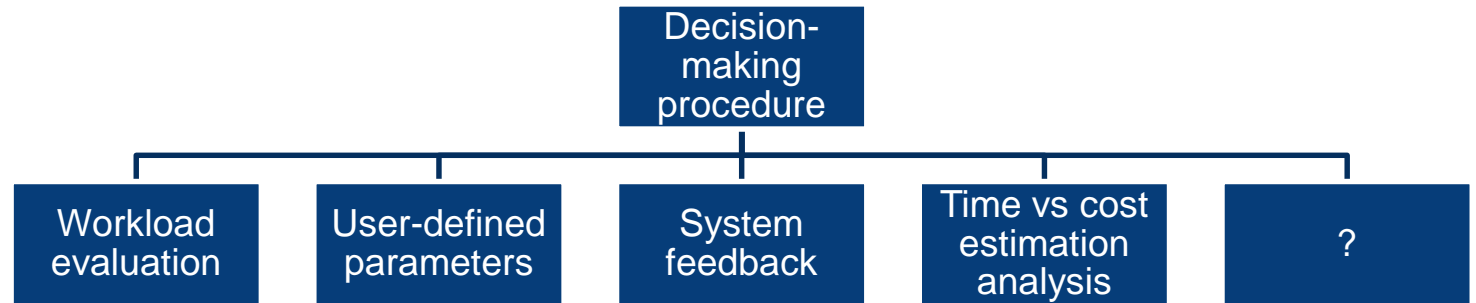 Decision-
making
procedure
Workload
evaluation
User-defined
parameters
System
feedback
Time vs cost
estimation
analysis
?